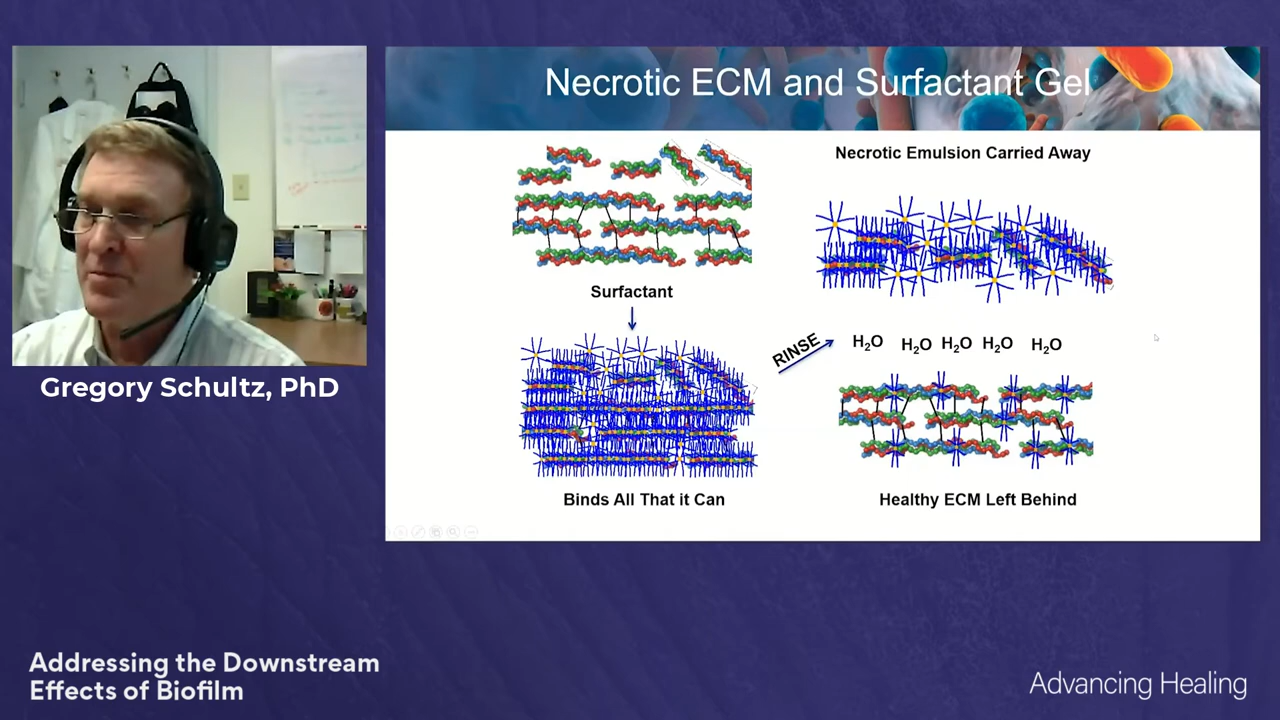 Necrotic ECM and Surfactant Gel
Necrotic Emulsion Carried Away
Surfactant
RINSE
H₂O H₂O H₂O H₂O H₂O
Binds All That it Can
Healthy ECM Left Behind
Gregory Schultz, PhD
Addressing the Downstream
Effects of Biofilm
Advancing Healing